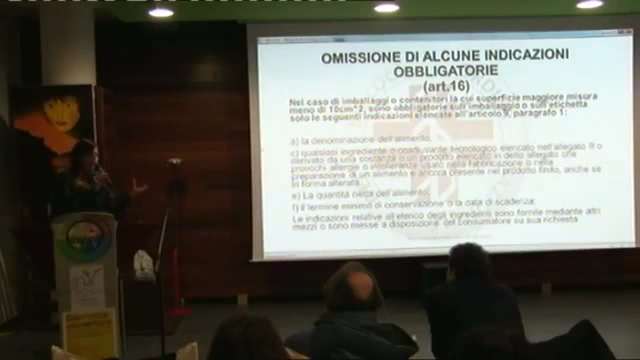 OMISSIONE DI ALCUNE INDICAZIONI
OBBLIGATORIE
(art.16)
Nel caso di imballaggi o contenitori la cui superficie maggiore misura
meno di 10cm^2, sono obbligatorie sull'imballaggio o sull'etichetta
solo le seguenti indicazioni elencate all'articolo 9, paragrafo 1:
a) la denominazione dell'alimento;
c) qualsiasi ingrediente o coadiuvante tecnologico elencato nell'allegato II o
derivato da una sostanza o un prodotto elencato in detto allegato che
provochi allergie o intolleranze usato nella fabbricazione o nella
preparazione di un alimento e ancora presente nel prodotto finito, anche se
in forma alterata;
e) La quantità netta dell'alimento;
f) il termine minimo di conservazione o la data di scadenza;
Le indicazioni relative all'elenco degli ingredienti sono fornite mediante altri
mezzi o sono messe a disposizione del consumatore su sua richiesta